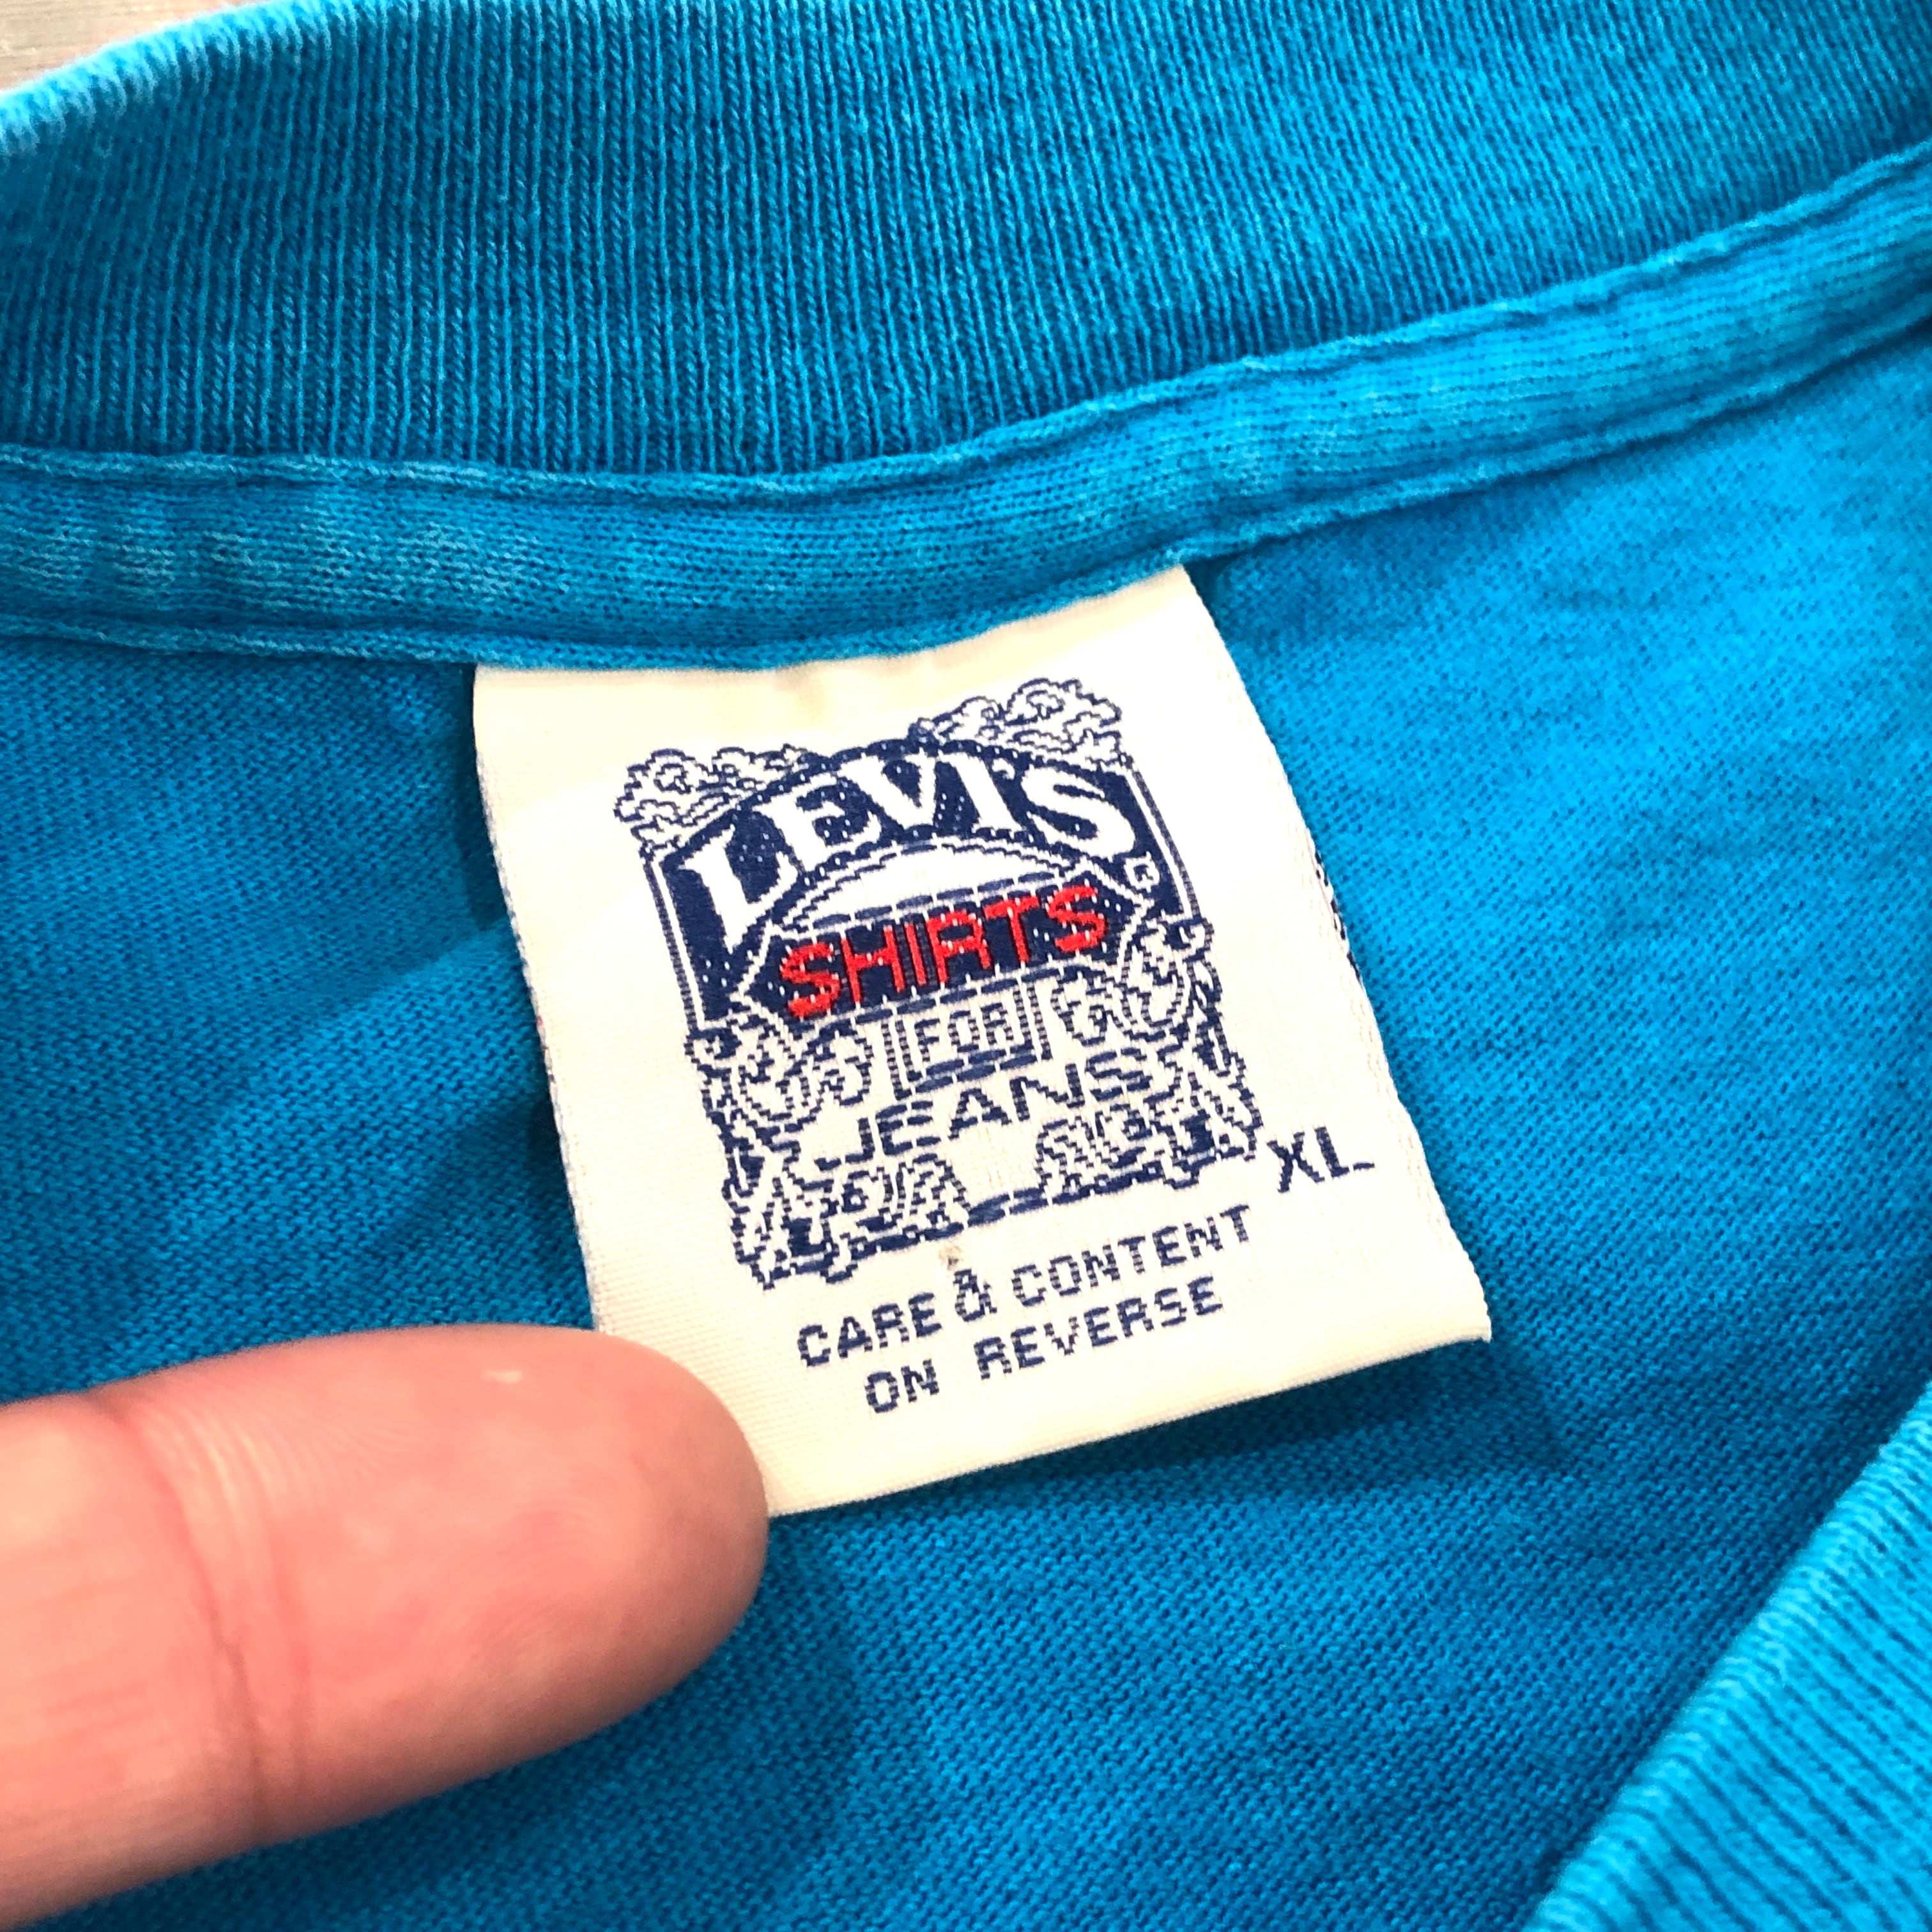 LEVI'S®
SHIRTS
FOR
JEANS
XL
CARE & CONTENT
ON REVERSE